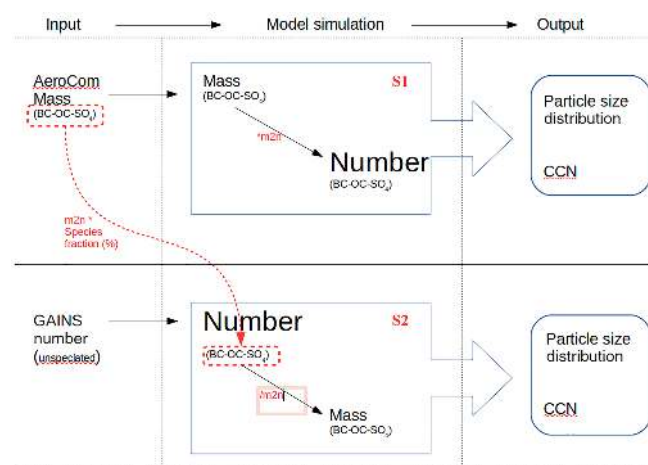 Input
Model simulation
Output
AeroCom
Mass
(BC-OC-SO₄)
Mass
(BC-OC-SO₄)
S1
*m2n
Number
(BC-OC-SO₄)
Particle size
distribution
CCN
m2n *
Species
fraction (%)
GAINS
number
(unspeciated)
Number
S2
(BC-OC-SO₄)
/m2n
Mass
(BC-OC-SO₄)
Particle size
distribution
CCN